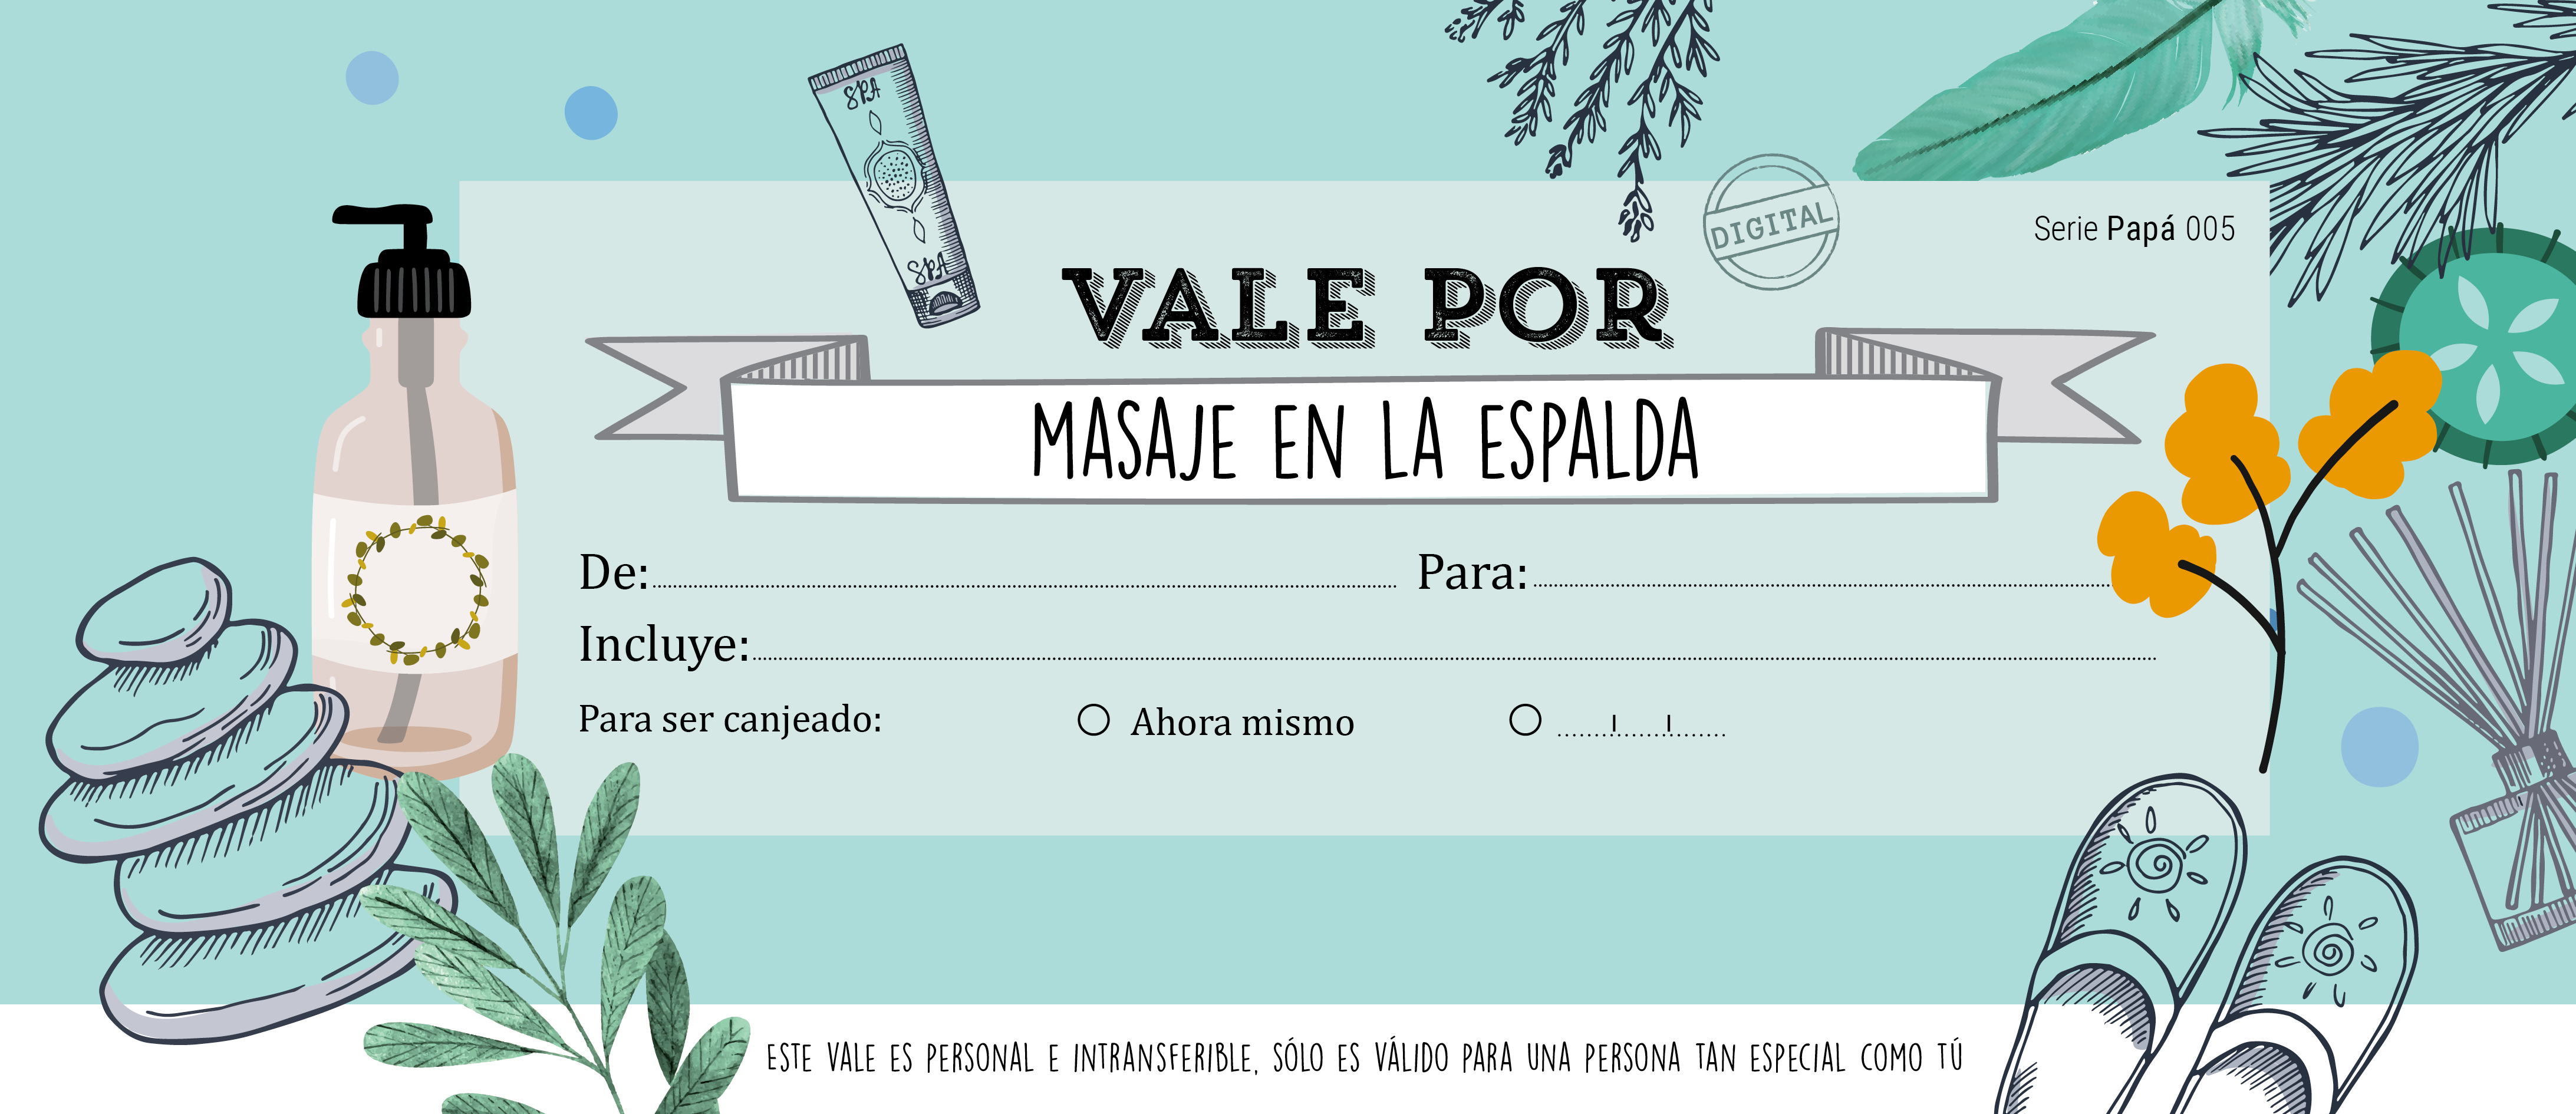 SPA
SPA
DIGITAL
Serie Papá 005
VALE POR
MASAJE EN LA ESPALDA
De: Para:
Incluye:
Para ser canjeado: Ahora mismo
ESTE VALE ES PERSONAL E INTRANSFERIBLE, SÓLO ES VÁLIDO PARA UNA PERSONA TAN ESPECIAL COMO TÚ